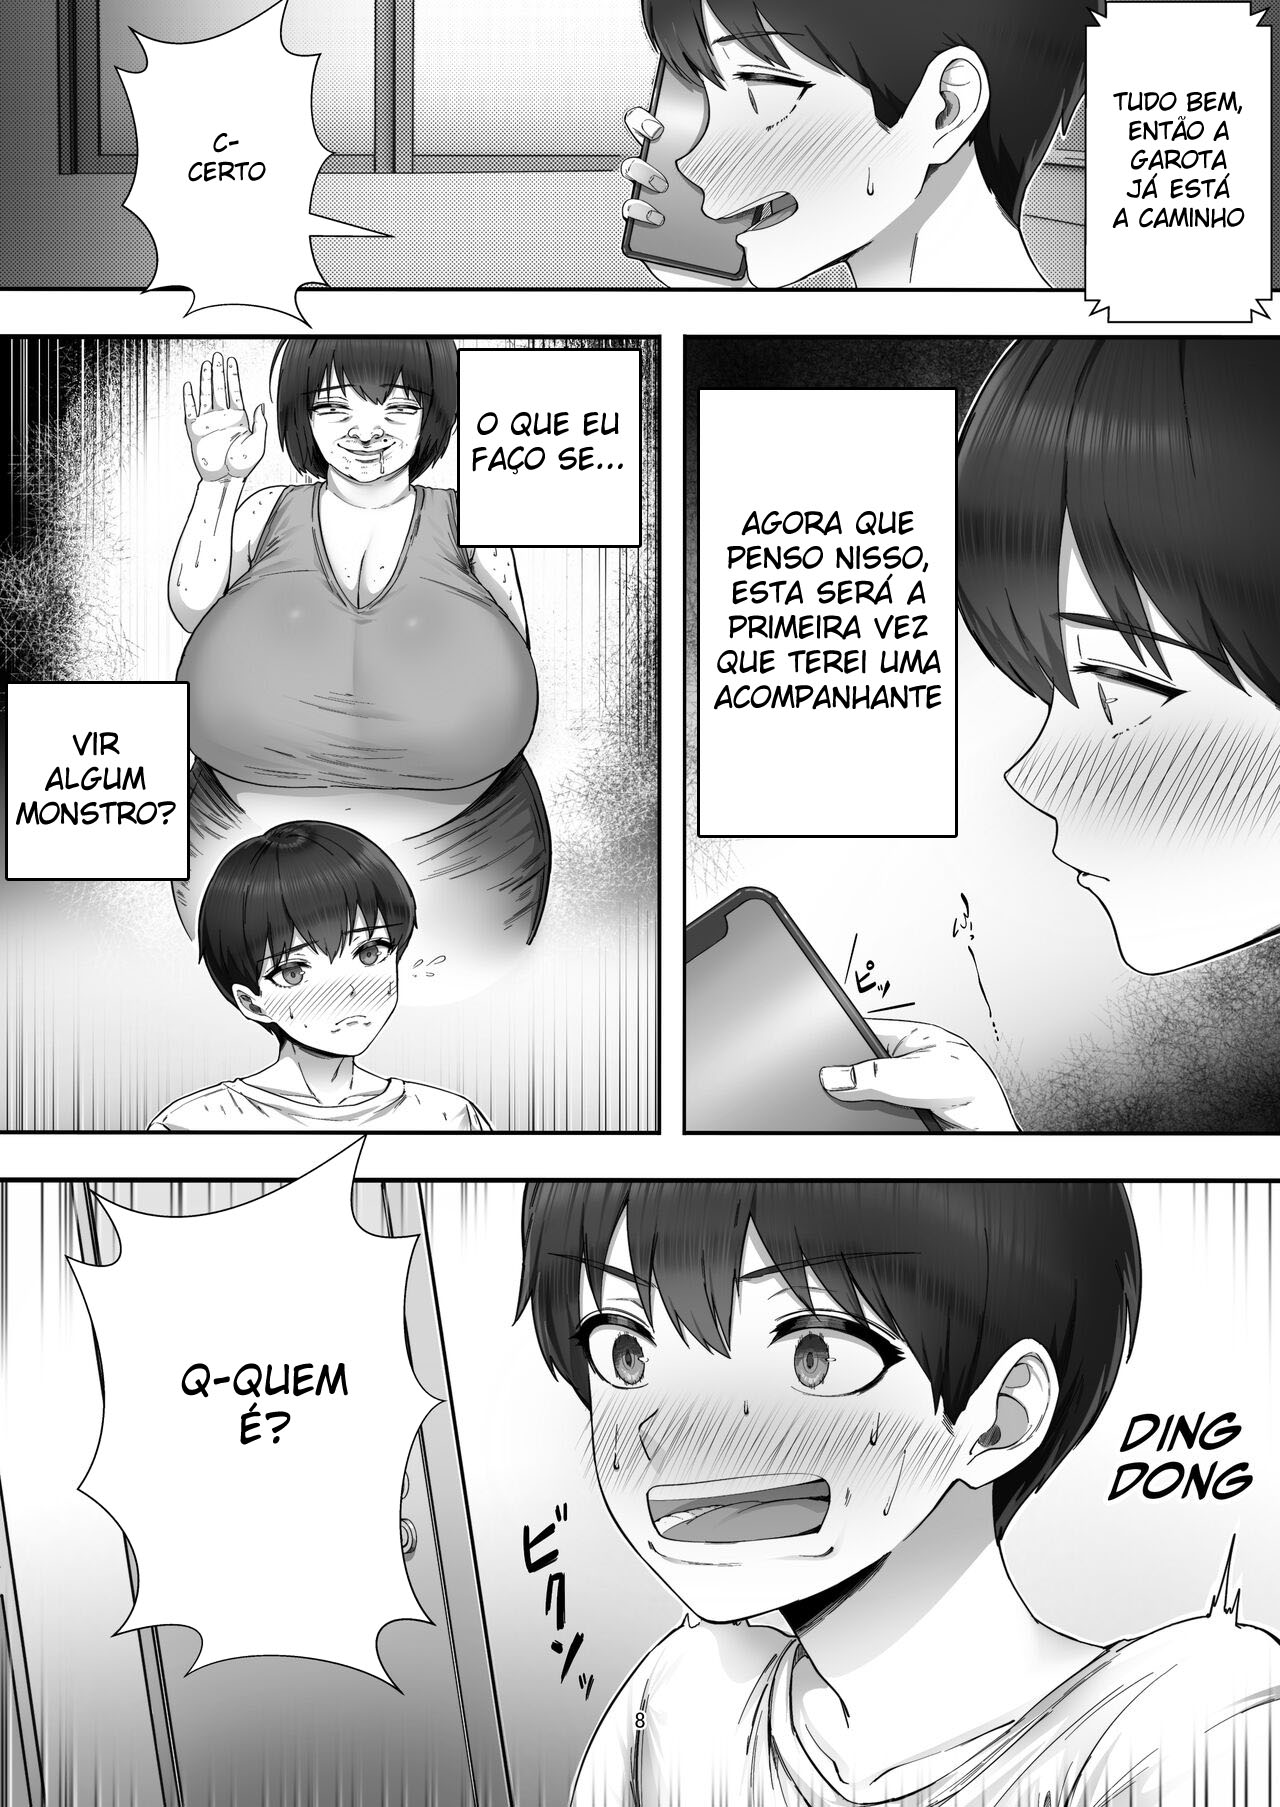 TUDO BEM,
ENTÃO A
GAROTA
JÁ ESTÁ
A CAMINHO
C-
CERTO
AGORA QUE
PENSO NISSO,
ESTA SERÁ A
PRIMEIRA VEZ
QUE TEREI UMA
ACOMPANHANTE
ピッ
O QUE EU
FAÇO SE...
VIR
ALGUM
MONSTRO?
DING
DONG
ビクンッ
Q-QUEM
É?
8